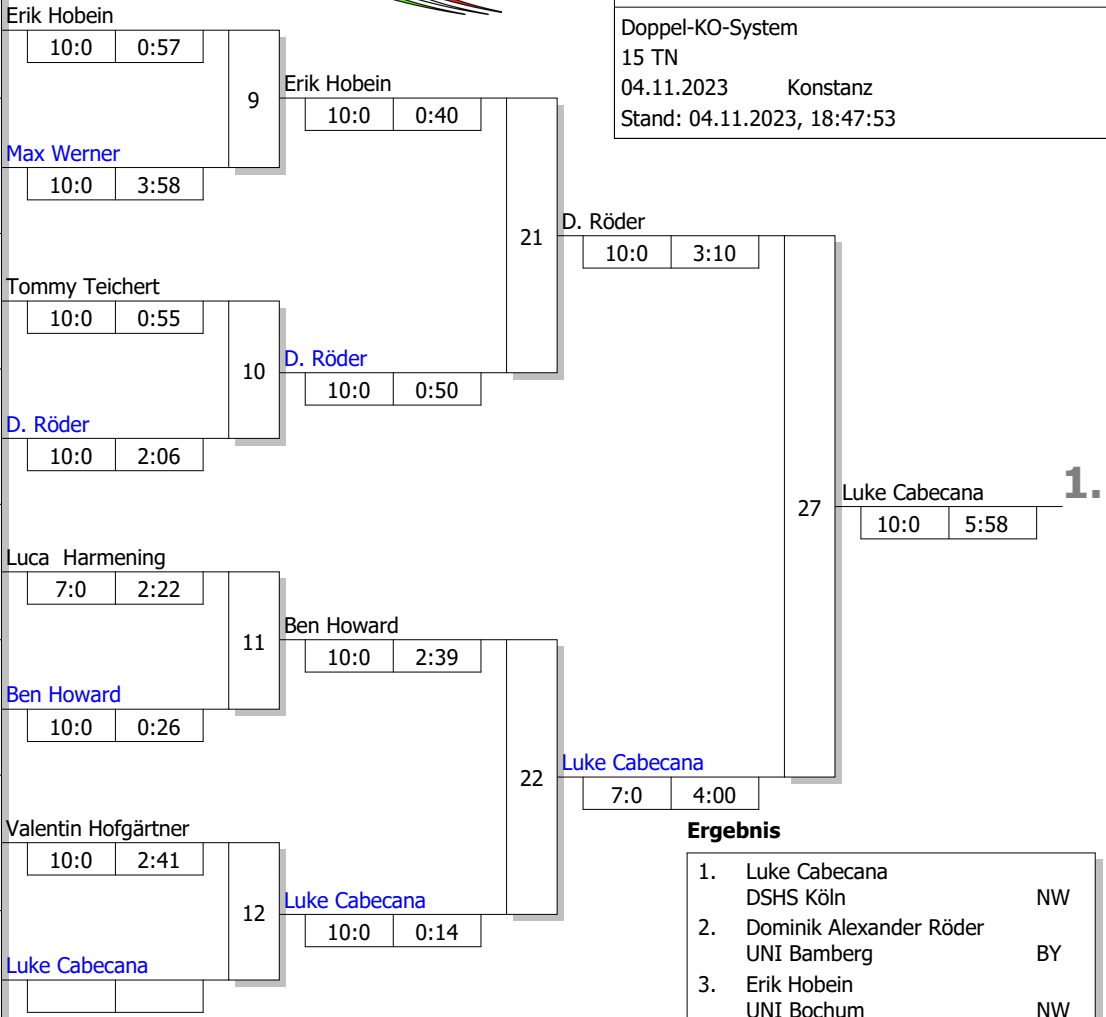 Doppel-KO-System
15 TN
04.11.2023 Konstanz
Stand: 04.11.2023, 18:47:53
Erik Hobein
10:0 0:57
9
Max Werner
10:0 3:58
Erik Hobein
10:0 0:40
Tommy Teichert
10:0 0:55
10
D. Röder
10:0 2:06
D. Röder
10:0 0:50
21
D. Röder
10:0 3:10
Luca Harmening
7:0 2:22
11
Ben Howard
10:0 0:26
Ben Howard
10:0 2:39
Valentin Hofgärtner
10:0 2:41
12
Luke Cabecana
Luke Cabecana
10:0 0:14
22
Luke Cabecana
7:0 4:00
27
Luke Cabecana
10:0 5:58
1.
Ergebnis
1. Luke Cabecana
DSHS Köln NW
2. Dominik Alexander Röder
UNI Bamberg BY
3. Erik Hobein
UNI Bochum NW